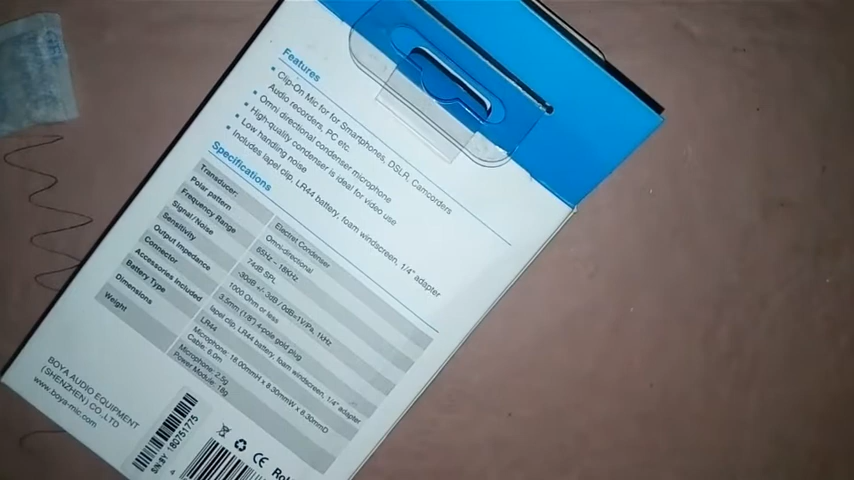 Features
• Clip-On Mic for for Smartphones, DSLR, Camcorders
Audio recorders, PC etc.
• Omni directional condenser microphone
• High-quality condenser is ideal for video use
• Low handling noise
• Includes lapel clip, LR44 battery, foam windscreen, 1/4" adapter
Specifications
Transducer: Electret Condenser
Polar pattern Omni-directional
Frequency Range 65Hz ~ 18KHz
Signal/Noise 74dB SPL
Sensitivity -30dB +/- 3dB / 0dB=1V/Pa, 1kHz
Output Impedance 1000 Ohm or less
Connector 3.5mm (1/8") 4-pole gold plug
Accessories Included lapel clip, LR44 battery, foam windscreen, 1/4" adapter
Battery Type LR44
Dimensions Microphone: 18.00mmH x 8.30mmW x 8.30mmD
Cable: 6.0m
Weight Microphone: 2.5g
Power Module: 18g
BOYA AUDIO EQUIPMENT
(SHENZHEN) CO.,LTD
www.boya-mic.com
S/N:BY 180751775
CE RoH